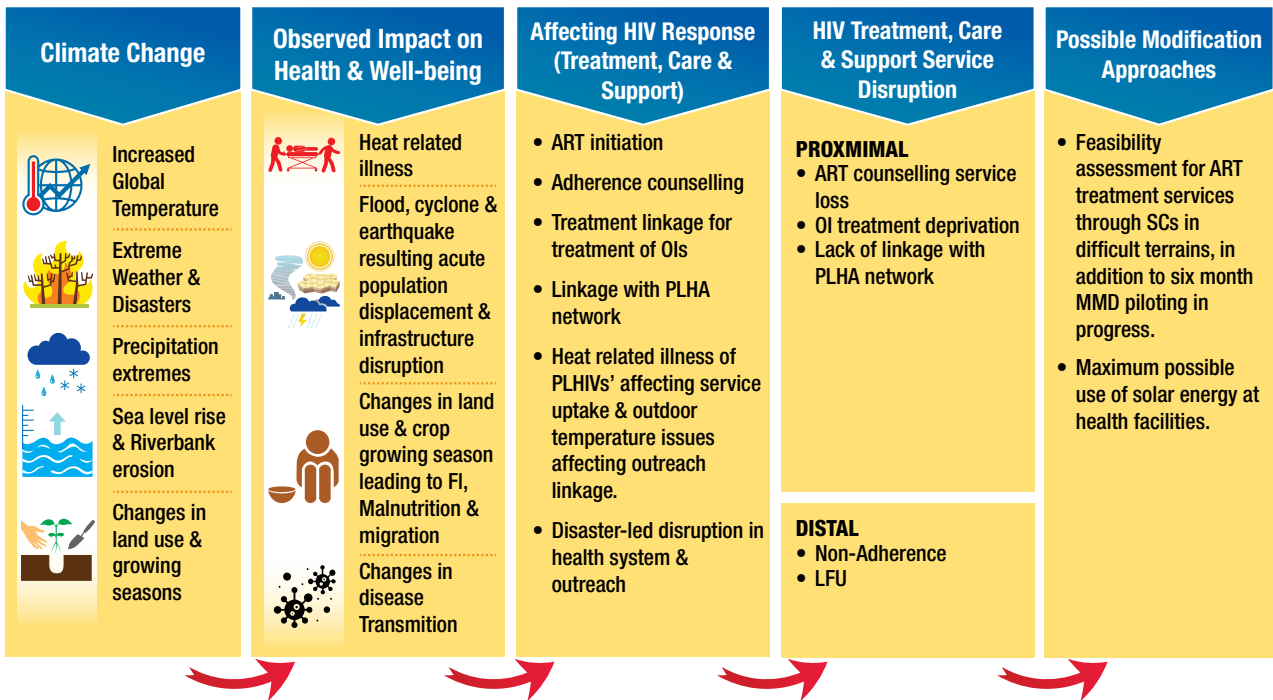 Climate Change
Increased
Global
Temperature
Extreme
Weather &
Disasters
Precipitation
extremes
Sea level rise
& Riverbank
erosion
Changes in
land use &
growing
seasons
Observed Impact on
Health & Well-being
Heat related
illness
Flood, cyclone &
earthquake
resulting acute
population
displacement &
infrastructure
disruption
Changes in land
use & crop
growing season
leading to FI,
Malnutrition &
migration
Changes in
disease
Transmition
Affecting HIV Response
(Treatment, Care &
Support)
• ART initiation
• Adherence counselling
• Treatment linkage for
treatment of OIs
• Linkage with PLHA
network
• Heat related illness of
PLHIVs’ affecting service
uptake & outdoor
temperature issues
affecting outreach
linkage.
• Disaster-led disruption in
health system &
outreach
HIV Treatment, Care
& Support Service
Disruption
PROXMIMAL
• ART counselling service
loss
• OI treatment deprivation
• Lack of linkage with
PLHA network
DISTAL
• Non-Adherence
• LFU
Possible Modification
Approaches
• Feasibility
assessment for ART
treatment services
through SCs in
difficult terrains, in
addition to six month
MMD piloting in
progress.
• Maximum possible
use of solar energy at
health facilities.